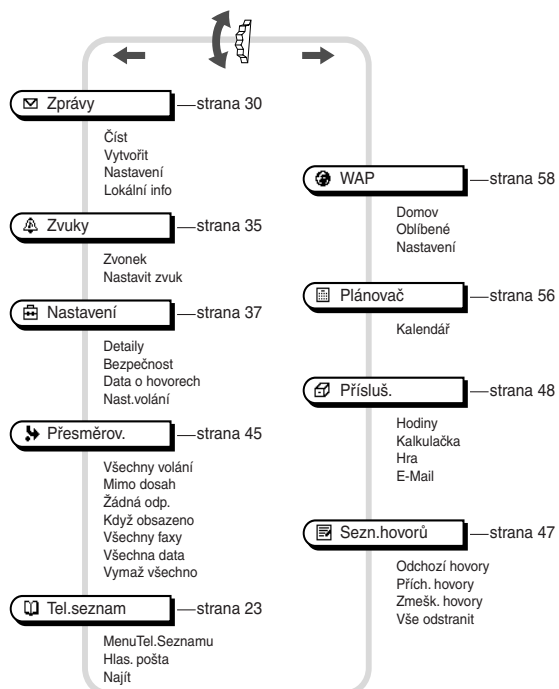 Zprávy
strana 30
Číst
Vytvořit
Nastavení
Lokální info
Zvuky
strana 35
Zvonek
Nastavit zvuk
Nastavení
strana 37
Detaily
Bezpečnost
Data o hovorech
Nast.volání
Přesměrov.
strana 45
Všechny volání
Mimo dosah
Žádná odp.
Když obsazeno
Všechny faxy
Všechna data
Vymaž všechno
Tel.seznam
strana 23
MenuTel.Seznamu
Hlas. pošta
Najít
WAP
strana 58
Domov
Oblíbené
Nastavení
Plánovač
strana 56
Kalendář
Přísluš.
strana 48
Hodiny
Kalkulačka
Hra
E-Mail
Sezn.hovorů
strana 47
Odchozí hovory
Přích. hovory
Zmešk. hovory
Vše odstranit